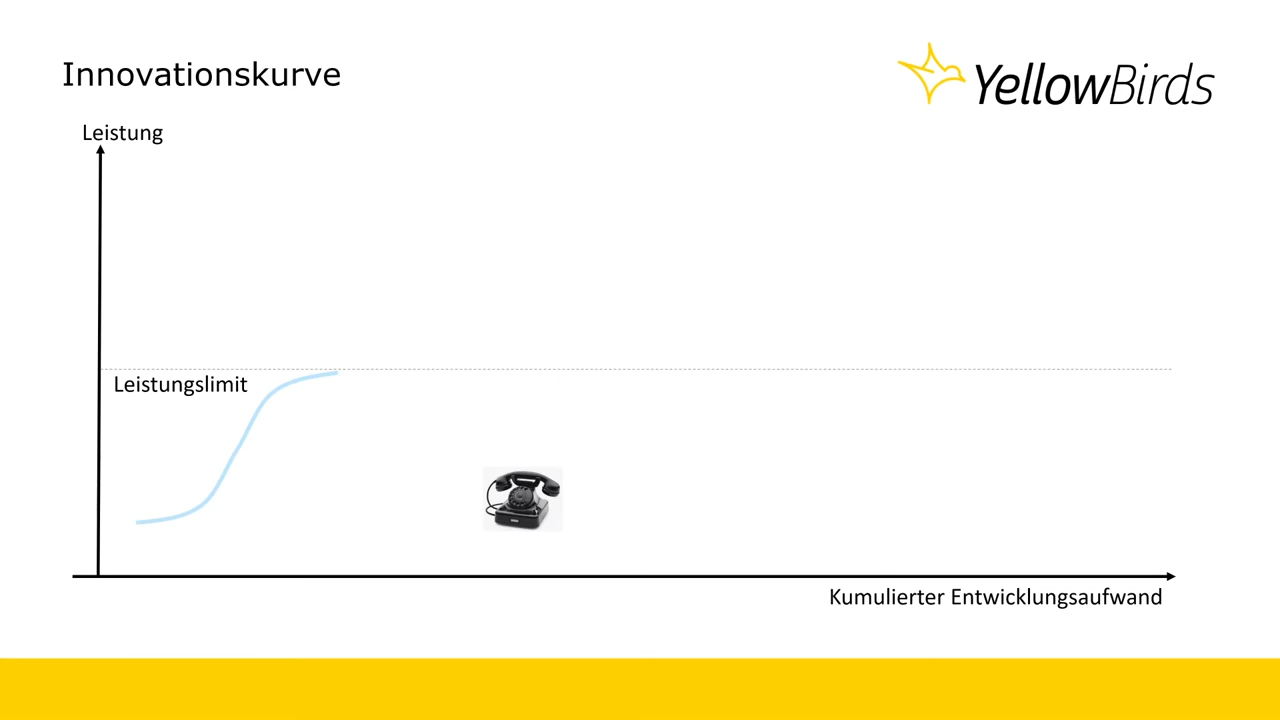 Innovationskurve
YellowBirds
Leistung
Leistungslimit
Kumulierter Entwicklungsaufwand